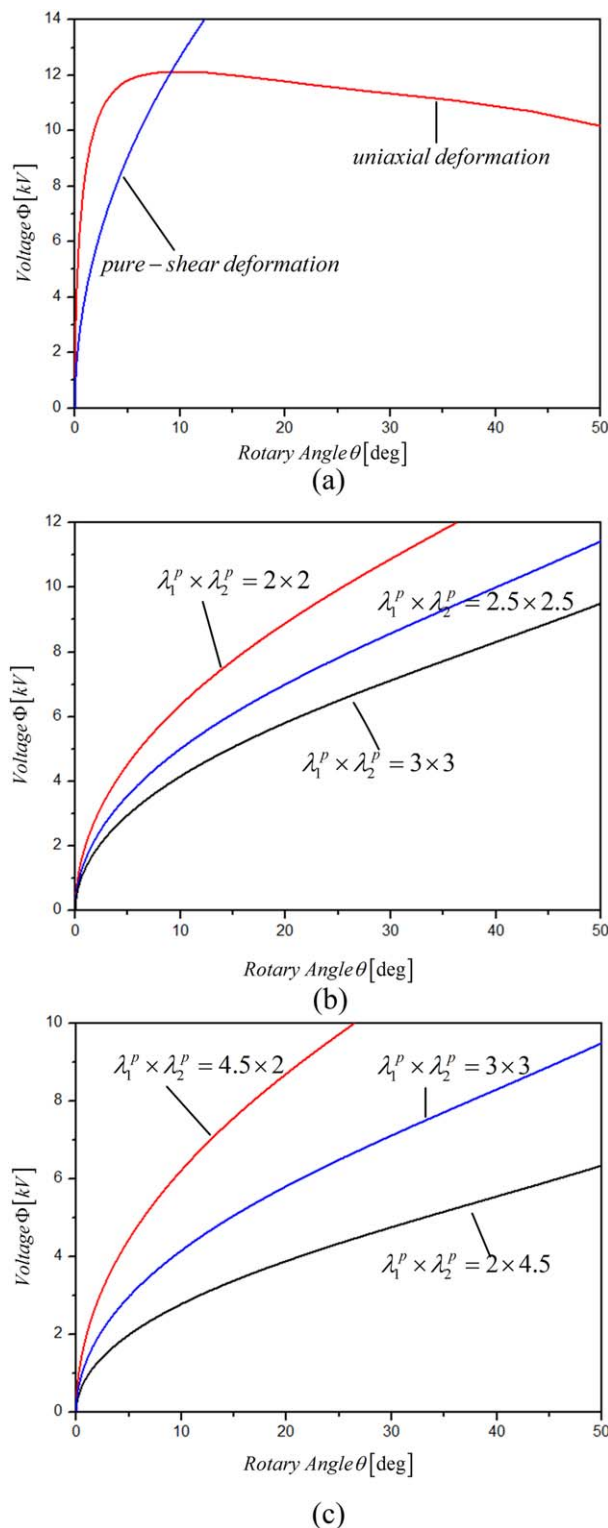 14
12
10
8
6
4
2
0
Voltage Φ [kV]
uniaxial deformation
pure – shear deformation
0 10 20 30 40 50
Rotary Angle θ [deg]
(a)
12
10
8
6
4
2
0
Voltage Φ [kV]
λ₁ᵖ × λ₂ᵖ = 2 × 2
λ₁ᵖ × λ₂ᵖ = 2.5 × 2.5
λ₁ᵖ × λ₂ᵖ = 3 × 3
0 10 20 30 40 50
Rotary Angle θ [deg]
(b)
10
8
6
4
2
0
Voltage Φ [kV]
λ₁ᵖ × λ₂ᵖ = 4.5 × 2
λ₁ᵖ × λ₂ᵖ = 3 × 3
λ₁ᵖ × λ₂ᵖ = 2 × 4.5
0 10 20 30 40 50
Rotary Angle θ [deg]
(c)